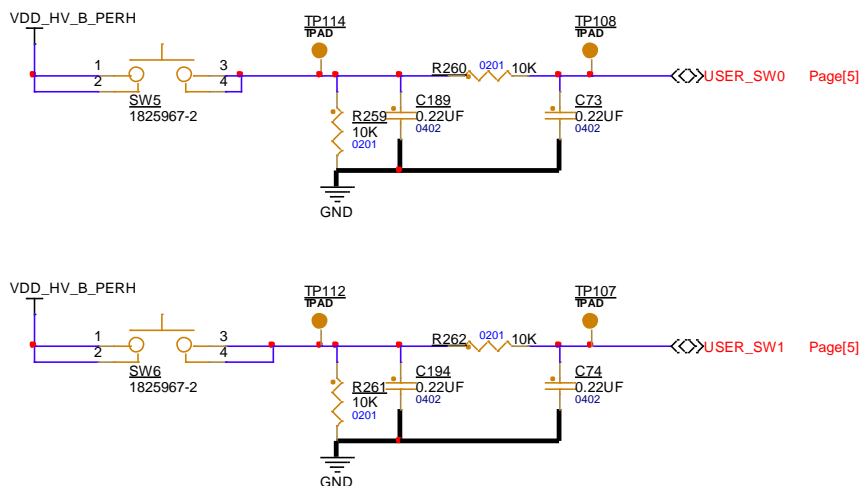 VDD_HV_B_PERH
TP114
TPAD
TP108
TPAD
1
2
3
4
SW5
1825967-2
R260
0201
10K
USER_SW0 Page[5]
R259
10K
0201
C189
0.22UF
0402
C73
0.22UF
0402
GND
VDD_HV_B_PERH
TP112
TPAD
TP107
TPAD
1
2
3
4
SW6
1825967-2
R262
0201
10K
USER_SW1 Page[5]
R261
10K
0201
C194
0.22UF
0402
C74
0.22UF
0402
GND